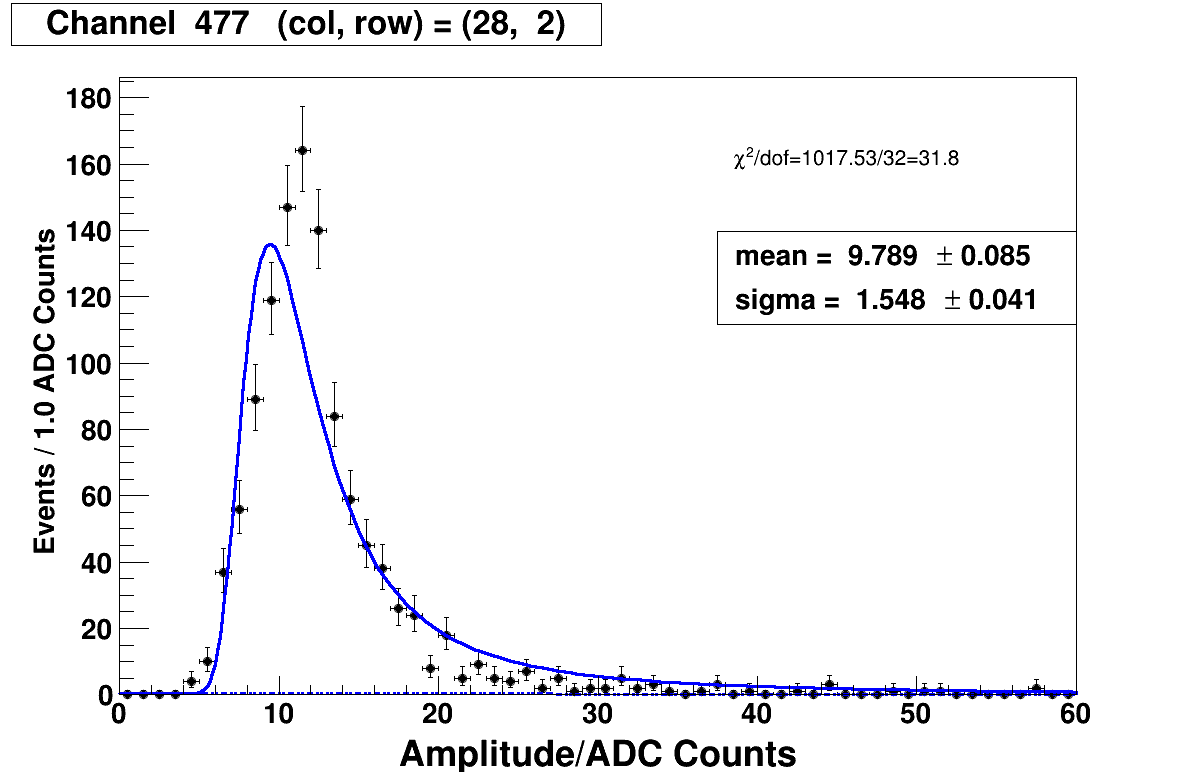 Channel 477 (col, row) = (28, 2)
χ²/dof=1017.53/32=31.8
mean = 9.789 ± 0.085
sigma = 1.548 ± 0.041
Events / 1.0 ADC Counts
180
160
140
120
100
80
60
40
20
0
0 10 20 30 40 50 60
Amplitude/ADC Counts